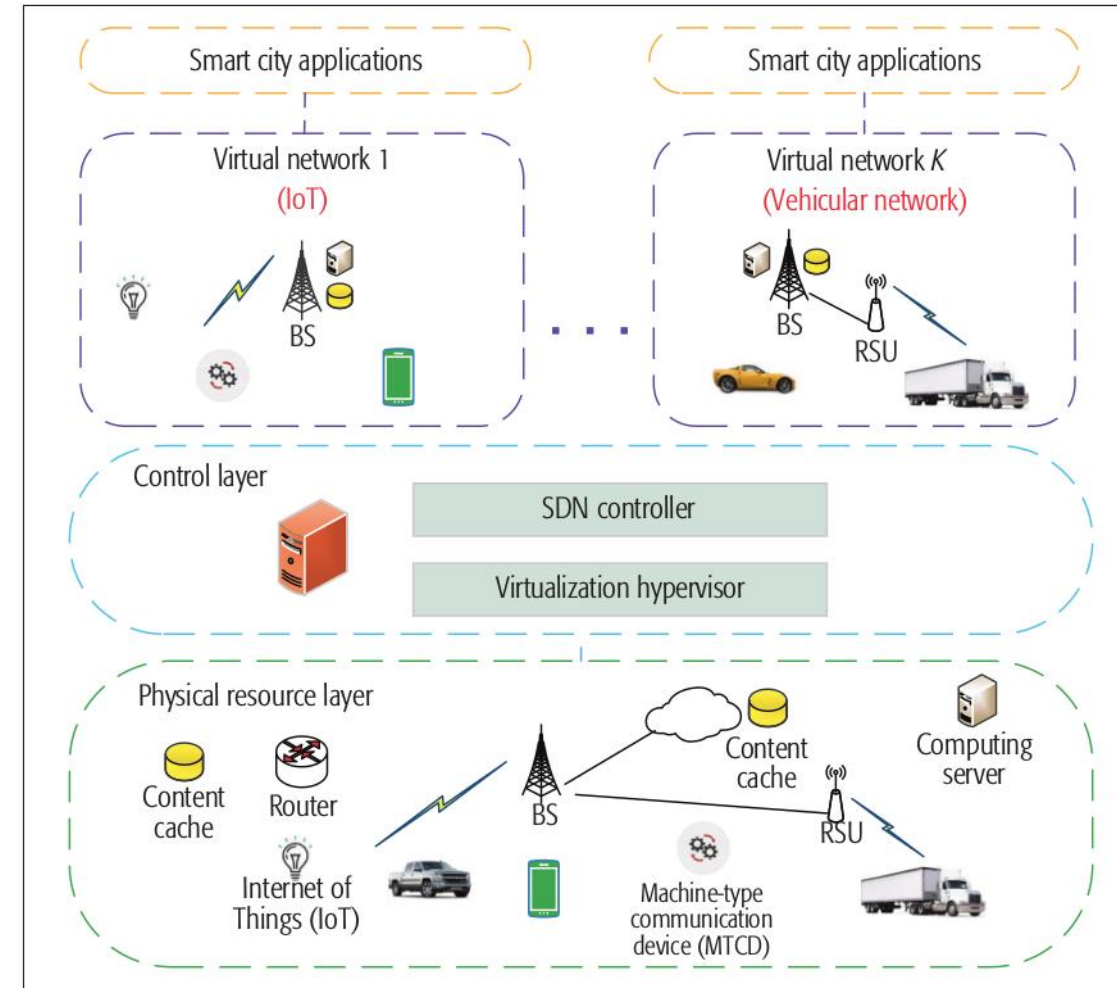 Smart city applications
Smart city applications
Virtual network 1
(IoT)
BS
Virtual network K
(Vehicular network)
BS
RSU
Control layer
SDN controller
Virtualization hypervisor
Physical resource layer
Content
cache
Router
Internet of
Things (IoT)
BS
Content
cache
Computing
server
RSU
Machine-type
communication
device (MTCD)